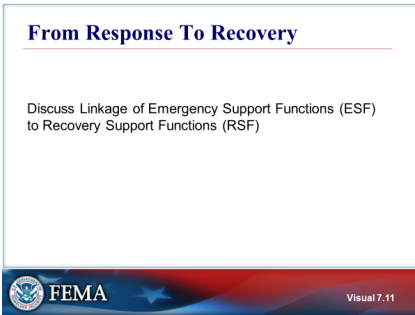 From Response To Recovery
Discuss Linkage of Emergency Support Functions (ESF)
to Recovery Support Functions (RSF)
FEMA
Visual 7.11